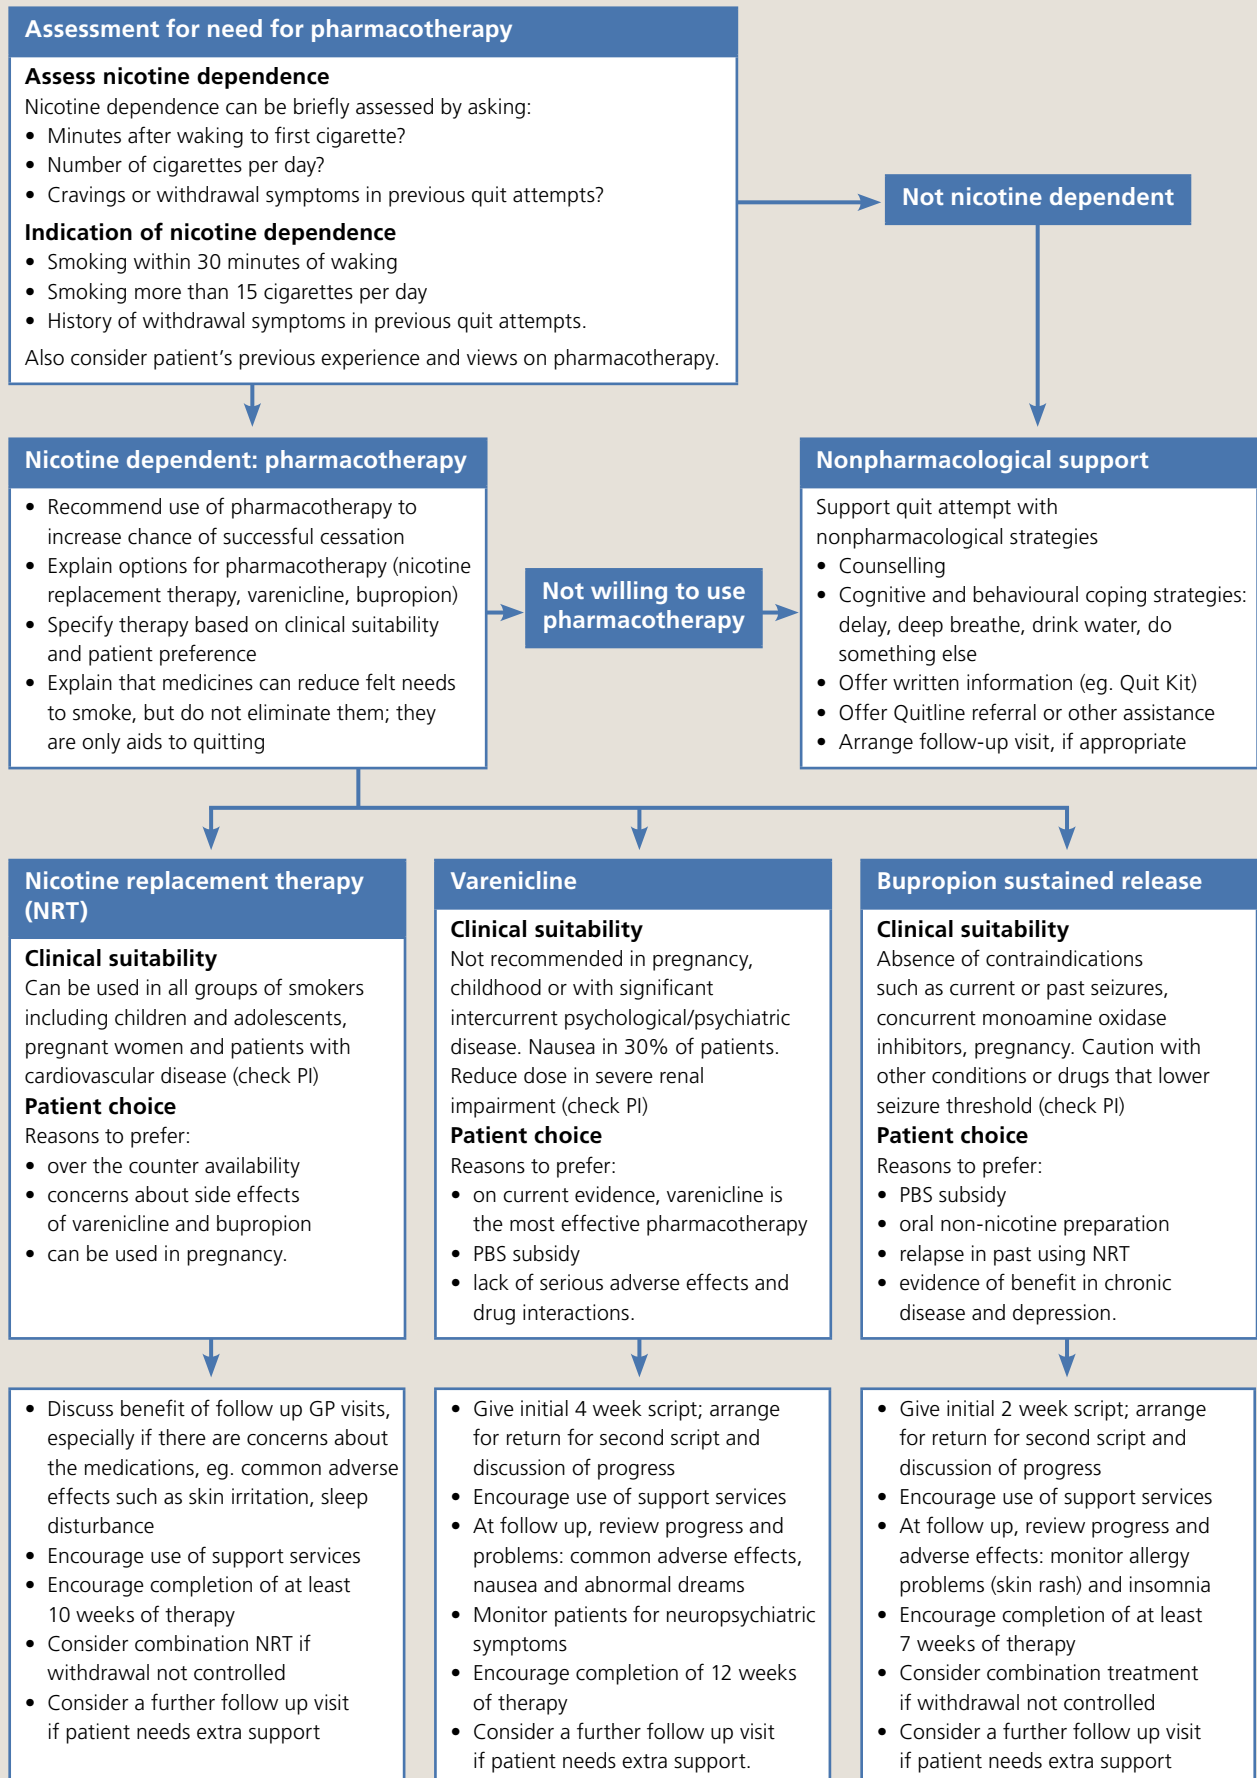 Assessment for need for pharmacotherapy
Assess nicotine dependence
Nicotine dependence can be briefly assessed by asking:
• Minutes after waking to first cigarette?
• Number of cigarettes per day?
• Cravings or withdrawal symptoms in previous quit attempts?
Indication of nicotine dependence
• Smoking within 30 minutes of waking
• Smoking more than 15 cigarettes per day
• History of withdrawal symptoms in previous quit attempts.
Also consider patient's previous experience and views on pharmacotherapy.
Not nicotine dependent
Nicotine dependent: pharmacotherapy
• Recommend use of pharmacotherapy to
increase chance of successful cessation
• Explain options for pharmacotherapy (nicotine
replacement therapy, varenicline, bupropion)
• Specify therapy based on clinical suitability
and patient preference
• Explain that medicines can reduce felt needs
to smoke, but do not eliminate them; they
are only aids to quitting
Not willing to use
pharmacotherapy
Nonpharmacological support
Support quit attempt with
nonpharmacological strategies
• Counselling
• Cognitive and behavioural coping strategies:
delay, deep breathe, drink water, do
something else
• Offer written information (eg. Quit Kit)
• Offer Quitline referral or other assistance
• Arrange follow-up visit, if appropriate
Nicotine replacement therapy
(NRT)
Clinical suitability
Can be used in all groups of smokers
including children and adolescents,
pregnant women and patients with
cardiovascular disease (check PI)
Patient choice
Reasons to prefer:
• over the counter availability
• concerns about side effects
of varenicline and bupropion
• can be used in pregnancy.
Varenicline
Clinical suitability
Not recommended in pregnancy,
childhood or with significant
intercurrent psychological/psychiatric
disease. Nausea in 30% of patients.
Reduce dose in severe renal
impairment (check PI)
Patient choice
Reasons to prefer:
• on current evidence, varenicline is
the most effective pharmacotherapy
• PBS subsidy
• lack of serious adverse effects and
drug interactions.
Bupropion sustained release
Clinical suitability
Absence of contraindications
such as current or past seizures,
concurrent monoamine oxidase
inhibitors, pregnancy. Caution with
other conditions or drugs that lower
seizure threshold (check PI)
Patient choice
Reasons to prefer:
• PBS subsidy
• oral non-nicotine preparation
• relapse in past using NRT
• evidence of benefit in chronic
disease and depression.
• Discuss benefit of follow up GP visits,
especially if there are concerns about
the medications, eg. common adverse
effects such as skin irritation, sleep
disturbance
• Encourage use of support services
• Encourage completion of at least
10 weeks of therapy
• Consider combination NRT if
withdrawal not controlled
• Consider a further follow up visit
if patient needs extra support
• Give initial 4 week script; arrange
for return for second script and
discussion of progress
• Encourage use of support services
• At follow up, review progress and
problems: common adverse effects,
nausea and abnormal dreams
• Monitor patients for neuropsychiatric
symptoms
• Encourage completion of 12 weeks
of therapy
• Consider a further follow up visit
if patient needs extra support.
• Give initial 2 week script; arrange
for return for second script and
discussion of progress
• Encourage use of support services
• At follow up, review progress and
adverse effects: monitor allergy
problems (skin rash) and insomnia
• Encourage completion of at least
7 weeks of therapy
• Consider combination treatment
if withdrawal not controlled
• Consider a further follow up visit
if patient needs extra support